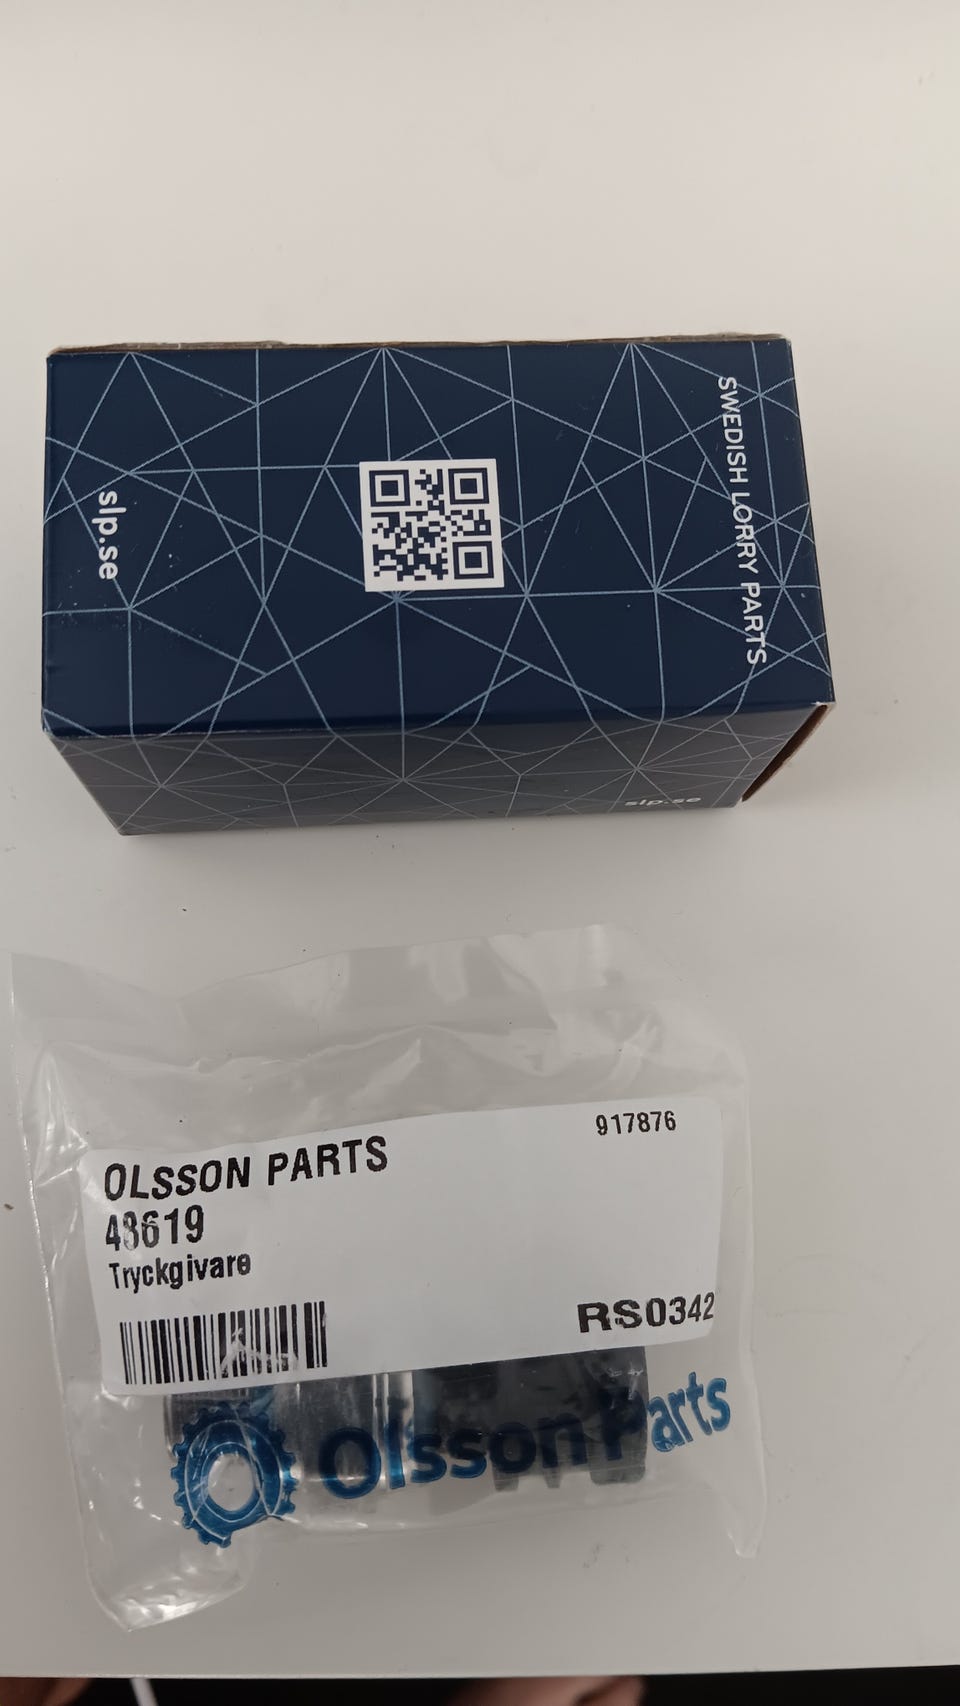 slp.se
SWEDISH LORRY PARTS
slp.se
917876
OLSSON PARTS
48619
Tryckgivare
RS0342
Olsson Parts